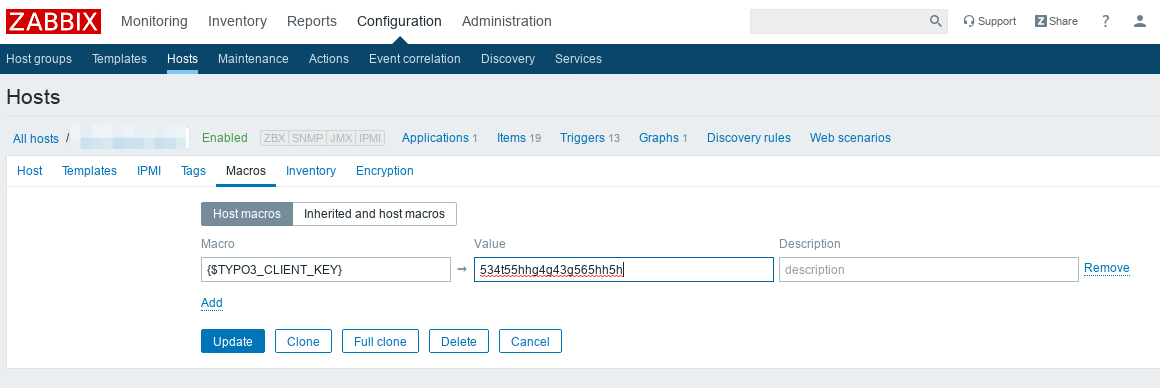 ZABBIX Monitoring Inventory Reports Configuration Administration Support Z Share ?
Host groups Templates Hosts Maintenance Actions Event correlation Discovery Services
Hosts
All hosts / Enabled ZBX SNMP JMX IPMI Applications 1 Items 19 Triggers 13 Graphs 1 Discovery rules Web scenarios
Host Templates IPMI Tags Macros Inventory Encryption
Host macros Inherited and host macros
Macro Value Description
{$TYPO3_CLIENT_KEY} → 534t55hhg4g43g565hh5h description Remove
Add
Update Clone Full clone Delete Cancel